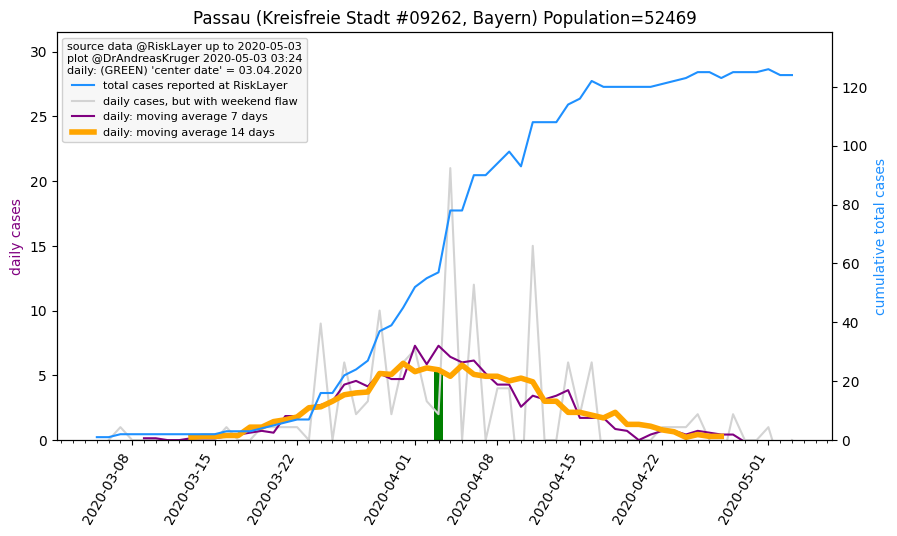 Passau (Kreisfreie Stadt #09262, Bayern) Population=52469
source data @RiskLayer up to 2020-05-03
plot @DrAndreasKruger 2020-05-03 03:24
daily: (GREEN) 'center date' = 03.04.2020
total cases reported at RiskLayer
daily cases, but with weekend flaw
daily: moving average 7 days
daily: moving average 14 days
daily cases
30
25
20
15
10
5
0
cumulative total cases
120
100
80
60
40
20
0
2020-03-08
2020-03-15
2020-03-22
2020-04-01
2020-04-08
2020-04-15
2020-04-22
2020-05-01